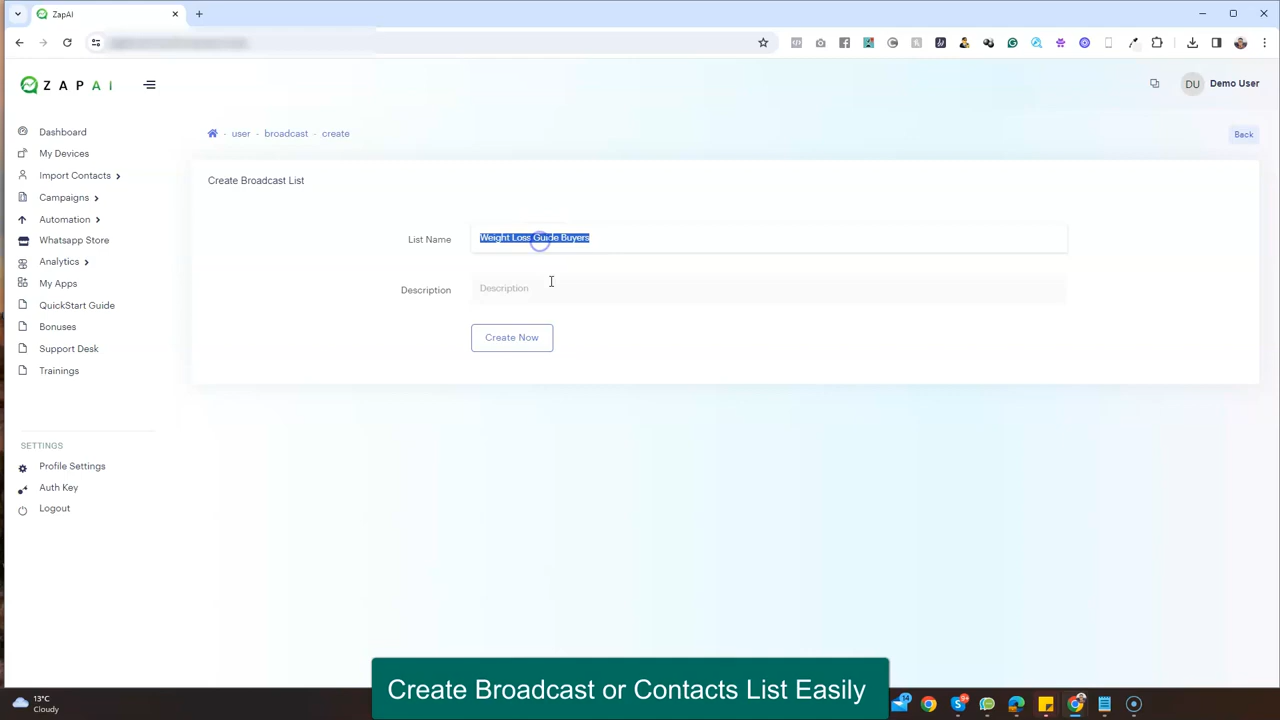 ZapAI
ZAPAI
DU
Demo User
Dashboard
My Devices
Import Contacts
Campaigns
Automation
Whatsapp Store
Analytics
My Apps
QuickStart Guide
Bonuses
Support Desk
Trainings
SETTINGS
Profile Settings
Auth Key
Logout
user - broadcast - create
Back
Create Broadcast List
List Name
Weight Loss Guide Buyers
Description
Description
Create Now
Create Broadcast or Contacts List Easily
13°C
Cloudy
14